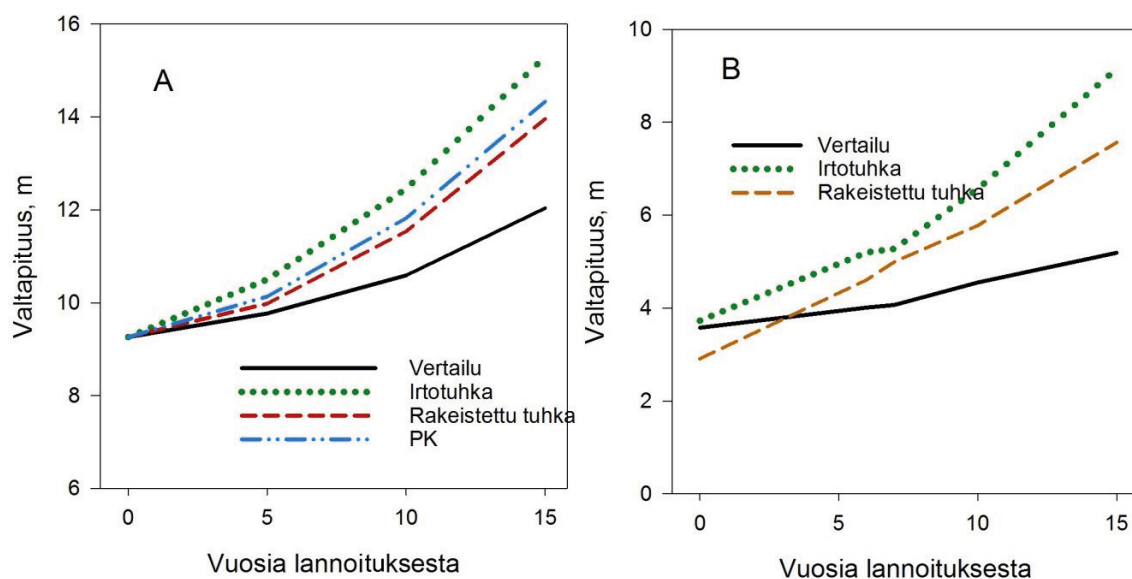 A
Valtapituus, m
16
14
12
10
8
6
Vertailu
Irtotuhka
Rakeistettu tuhka
PK
0 5 10 15
Vuosia lannoituksesta
B
Valtapituus, m
10
8
6
4
2
0
Vertailu
Irtotuhka
Rakeistettu tuhka
0 5 10 15
Vuosia lannoituksesta